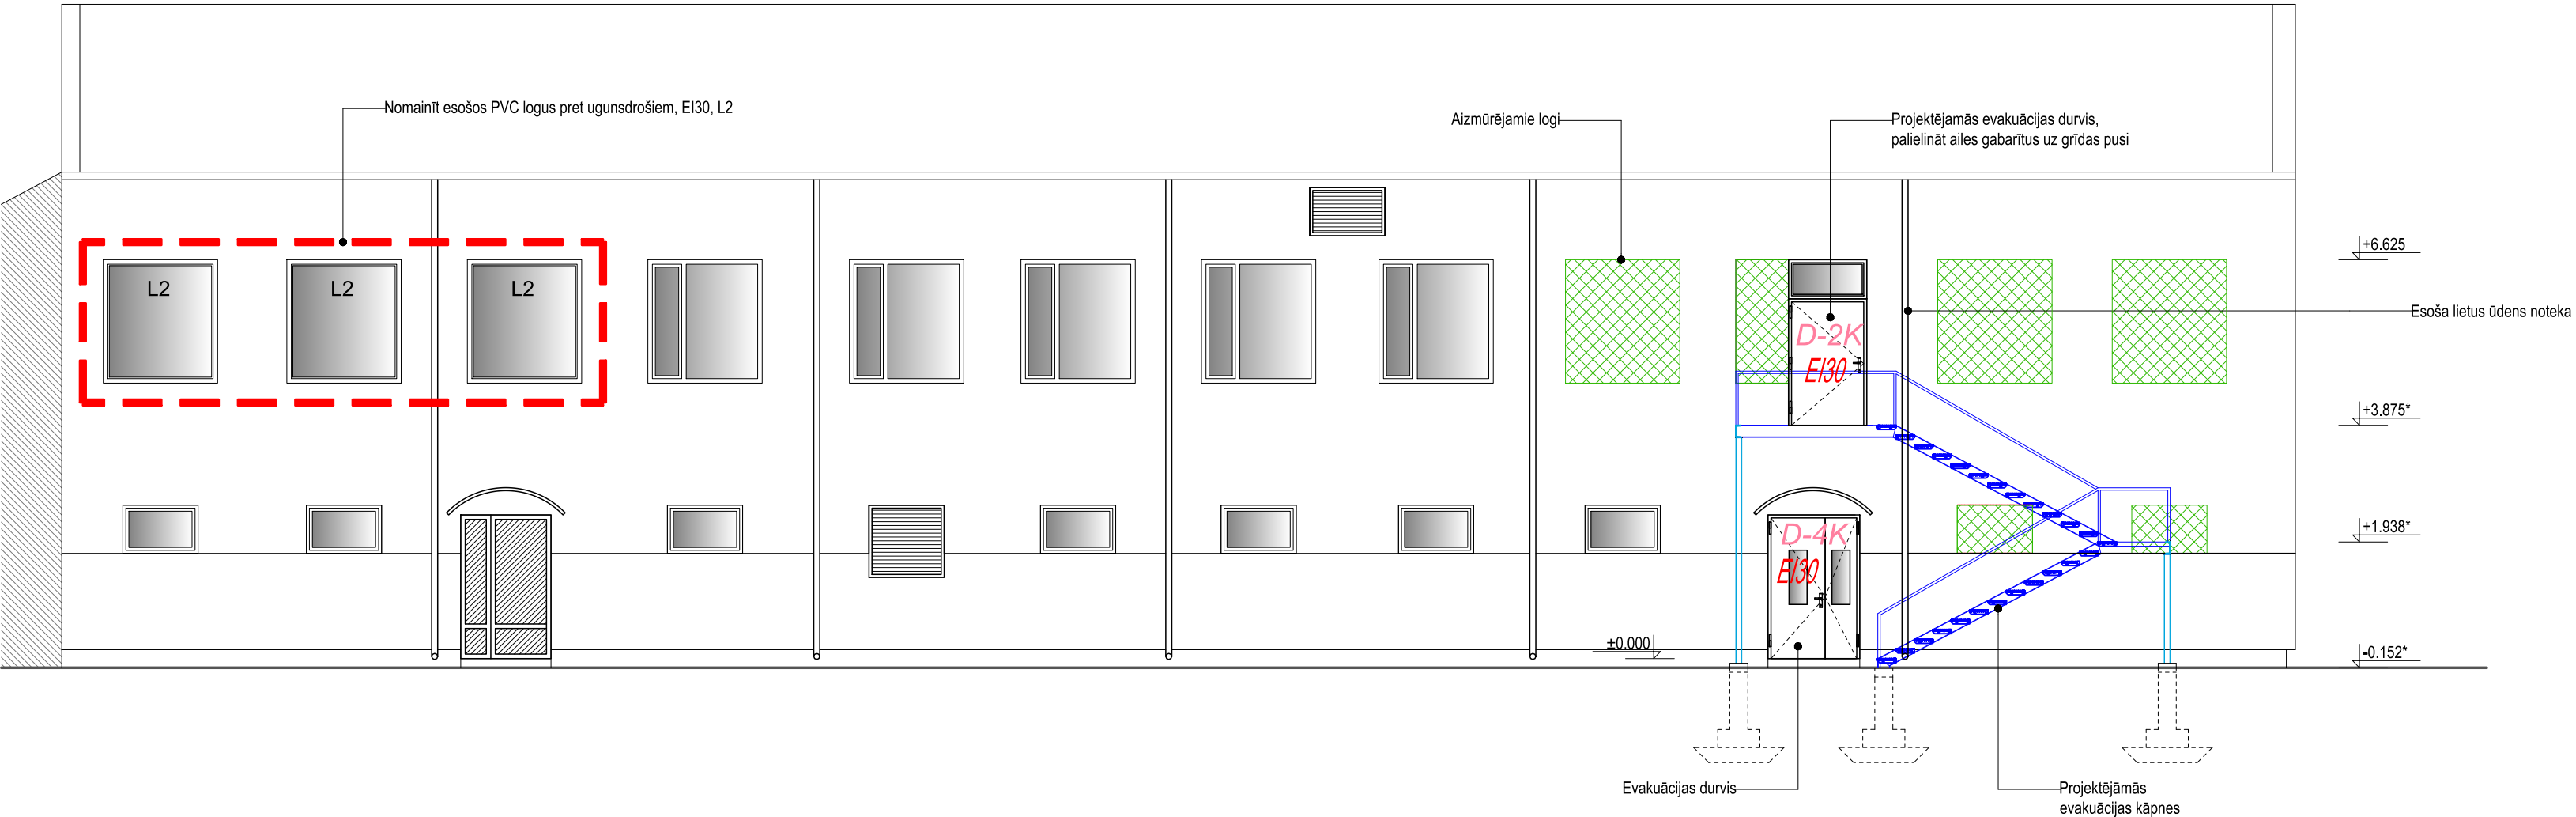 Nomainīt esošos PVC logus pret ugunsdrošiem, EI30, L2
Aizmūrējamie logi
Projektējamās evakuācijas durvis,
palielināt ailes gabarītus uz grīdas pusi
+6.625
L2
L2
L2
Esoša lietus ūdens noteka
D-2K
EI30
+3.875*
D-4K
EI30
+1.938*
±0.000
-0.152*
Evakuācijas durvis
Projektējāmās
evakuācijas kāpnes